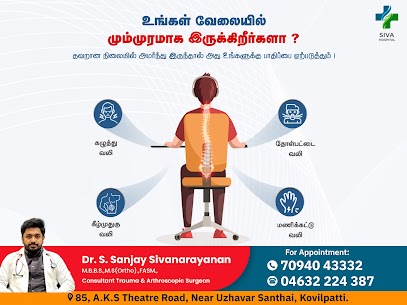 உங்கள் வேலையில்
மும்முரமாக இருக்கிறீர்களா ?
தவறான நிலையில் அமர்ந்து இருந்தால் அது உங்களுக்கு பாதிப்பை ஏற்படுத்தும் !
SIVA
HOSPITAL
கழுத்து
வலி
தோள்பட்டை
வலி
கீழ்முதுகு
வலி
மணிக்கட்டு
வலி
Dr. S. Sanjay Sivanarayanan
M.B.B.S.,M.S(Ortho).,FASM.,
Consultant Trauma & Arthroscopic Surgeon
For Appointment:
70940 43332
04632 224 387
85, A.K.S Theatre Road, Near Uzhavar Santhai, Kovilpatti.